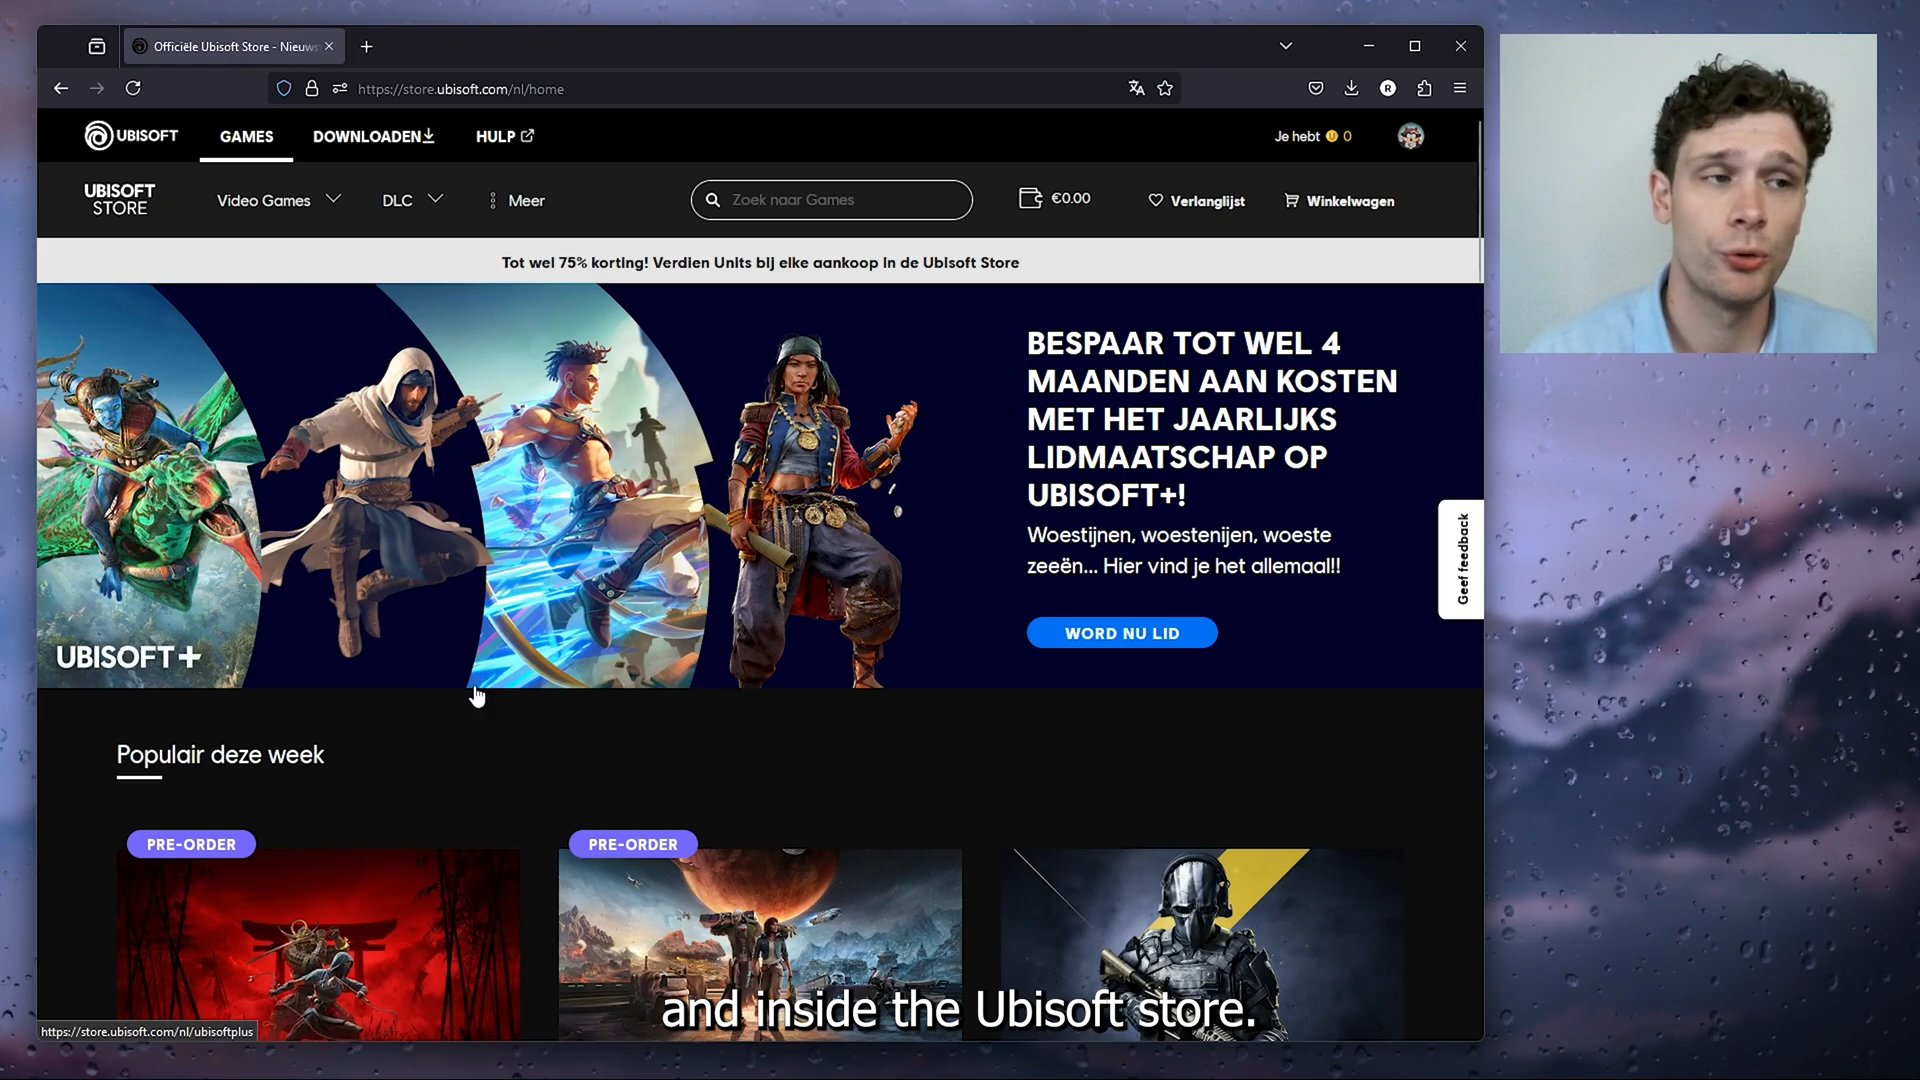 Officiële Ubisoft Store - Nieuws
https://store.ubisoft.com/nl/home
R
UBISOFT
GAMES
DOWNLOADEN
HULP
Je hebt 0
UBISOFT
STORE
Video Games
DLC
Meer
Zoek naar Games
€0.00
Verlanglijst
Winkelwagen
Tot wel 75% korting! Verdien Units bij elke aankoop in de Ubisoft Store
BESPAAR TOT WEL 4
MAANDEN AAN KOSTEN
MET HET JAARLIJKS
LIDMAATSCHAP OP
UBISOFT+!
Woestijnen, woestenijen, woeste
zeeën... Hier vind je het allemaal!!
WORD NU LID
UBISOFT+
Geef feedback
Populair deze week
PRE-ORDER
PRE-ORDER
and inside the Ubisoft store.
https://store.ubisoft.com/nl/ubisoftplus